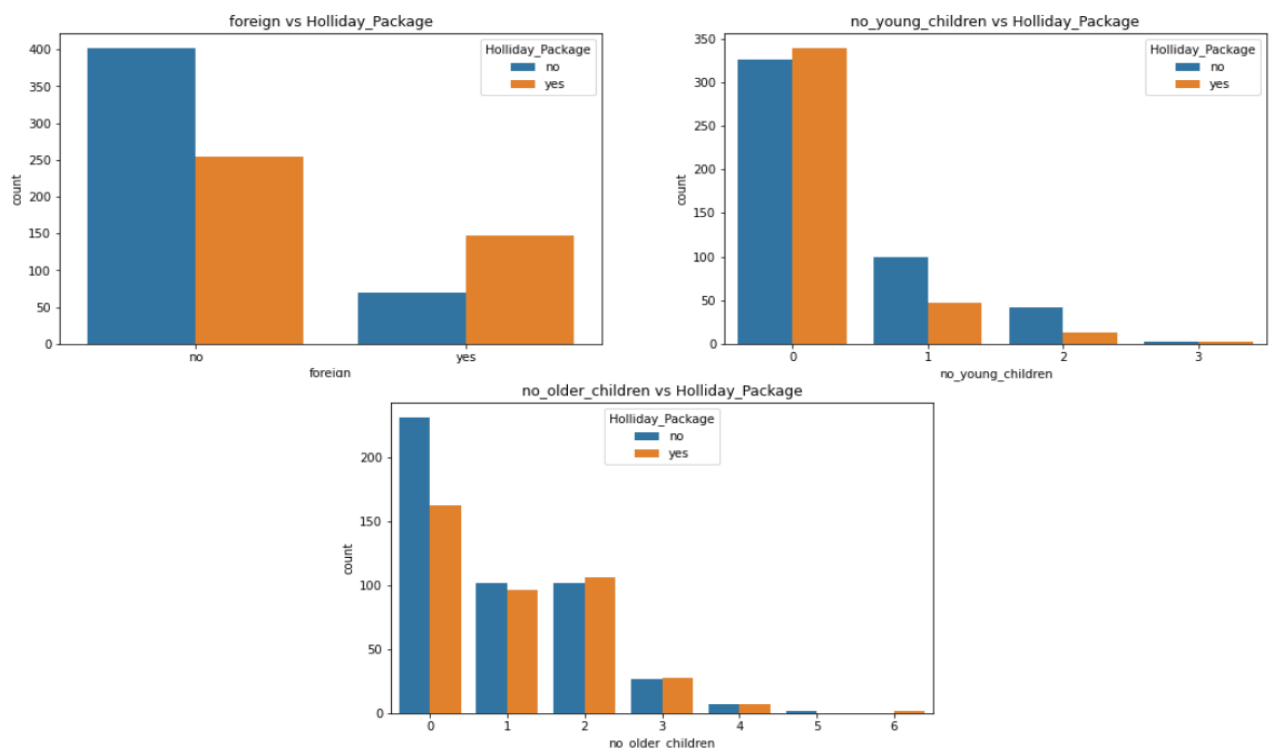 foreign vs Holliday_Package
Holliday_Package
no
yes
400
350
300
250
200
150
100
50
0
count
no
yes
foreign
no_young_children vs Holliday_Package
Holliday_Package
no
yes
350
300
250
200
150
100
50
0
count
0
1
2
3
no_young_children
no_older_children vs Holliday_Package
Holliday_Package
no
yes
200
150
100
50
0
count
0
1
2
3
4
5
6
no_older_children